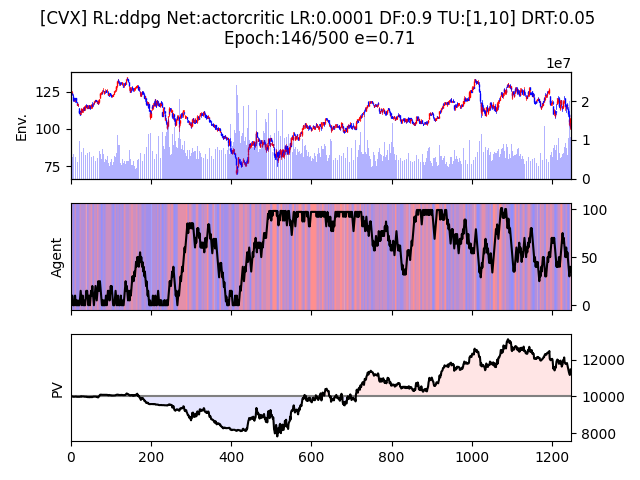 [CVX] RL:ddpg Net:actorcritic LR:0.0001 DF:0.9 TU:[1,10] DRT:0.05
Epoch:146/500 e=0.71
1e7
Env.
125
100
75
2
1
0
Agent
100
50
0
PV
12000
10000
8000
0 200 400 600 800 1000 1200